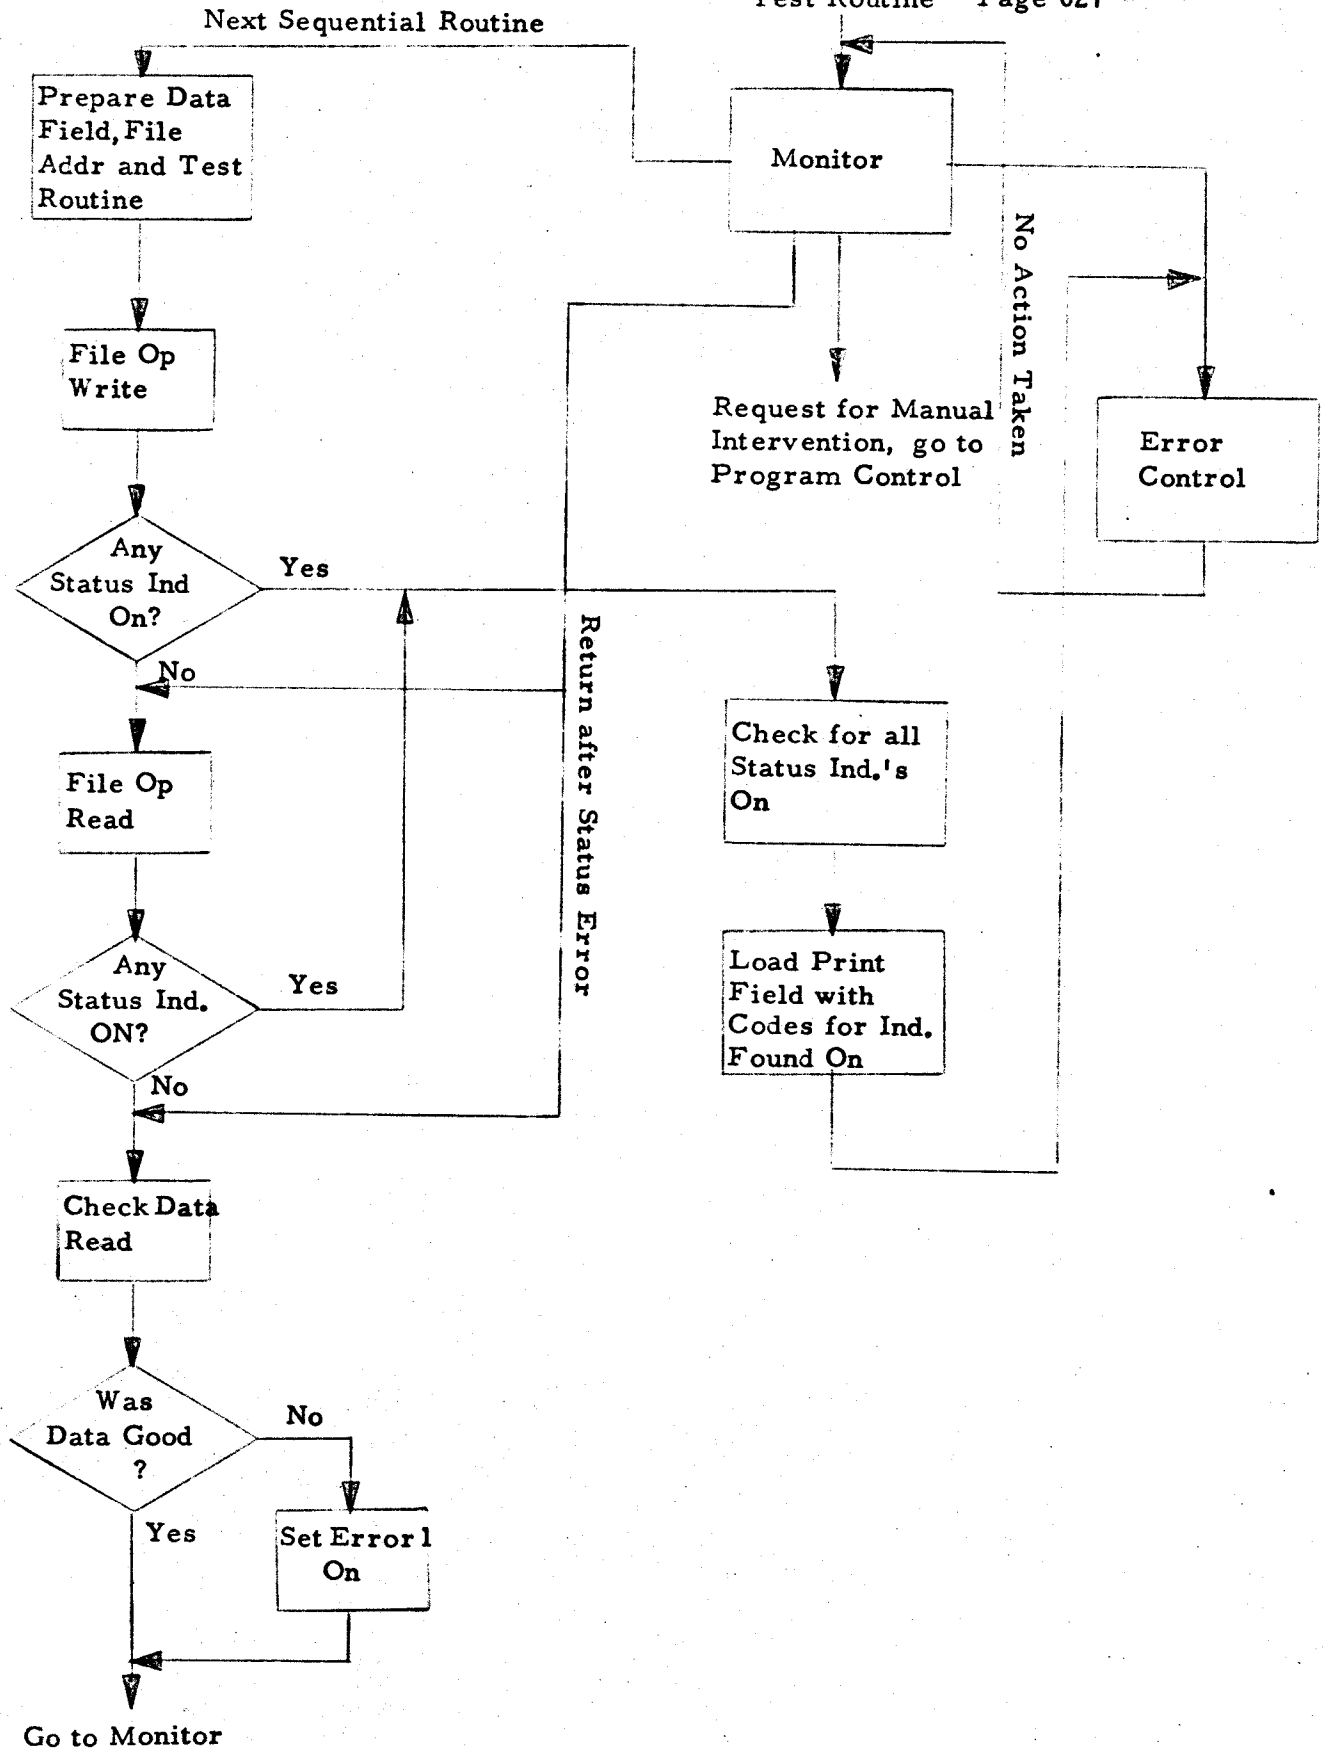 Test Routine Page 027
Next Sequential Routine
Prepare Data
Field, File
Addr and Test
Routine
Monitor
No Action Taken
File Op
Write
Request for Manual
Intervention, go to
Program Control
Error
Control
Any
Status Ind
On?
Yes
No
Return after Status Error
File Op
Read
Check for all
Status Ind.'s
On
Any
Status Ind.
ON?
Yes
No
Load Print
Field with
Codes for Ind.
Found On
Check Data
Read
Was
Data Good
?
No
Yes
Set Error 1
On
Go to Monitor